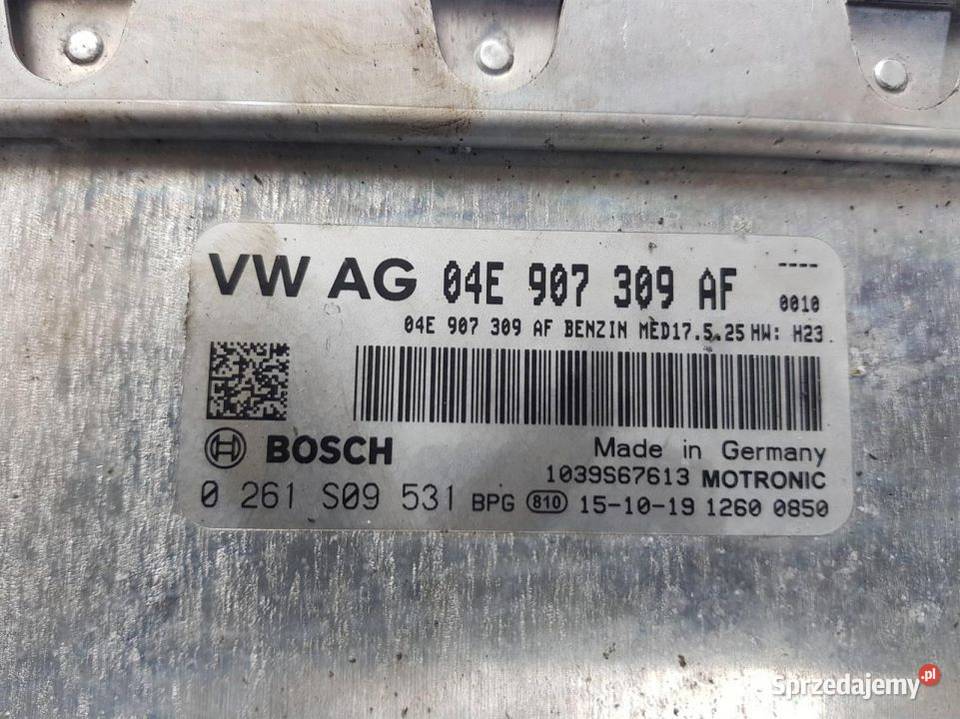 VW AG 04E 907 309 AF ----
0010
04E 907 309 AF BENZIN MED17.5.25 HW: H23
BOSCH
Made in Germany
1039S67613 MOTRONIC
0 261 S09 531 BPG 810 15-10-19 1260 0850
Sprzedajemy.pl